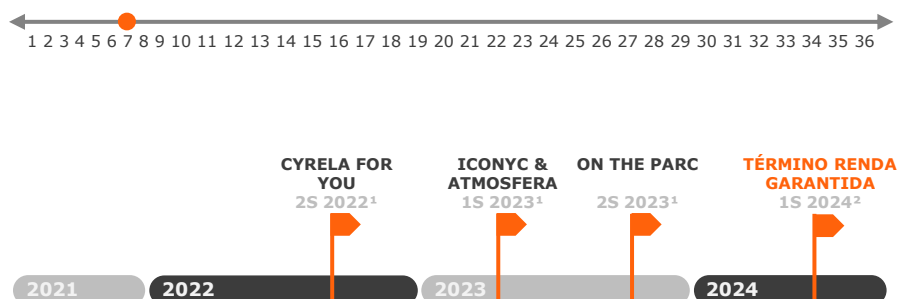 1 2 3 4 5 6 7 8 9 10 11 12 13 14 15 16 17 18 19 20 21 22 23 24 25 26 27 28 29 30 31 32 33 34 35 36
CYRELA FOR
YOU
2S 2022¹
ICONYC &
ATMOSFERA
1S 2023¹
ON THE PARC
2S 2023¹
TÉRMINO RENDA
GARANTIDA
1S 2024²
2021
2022
2023
2024